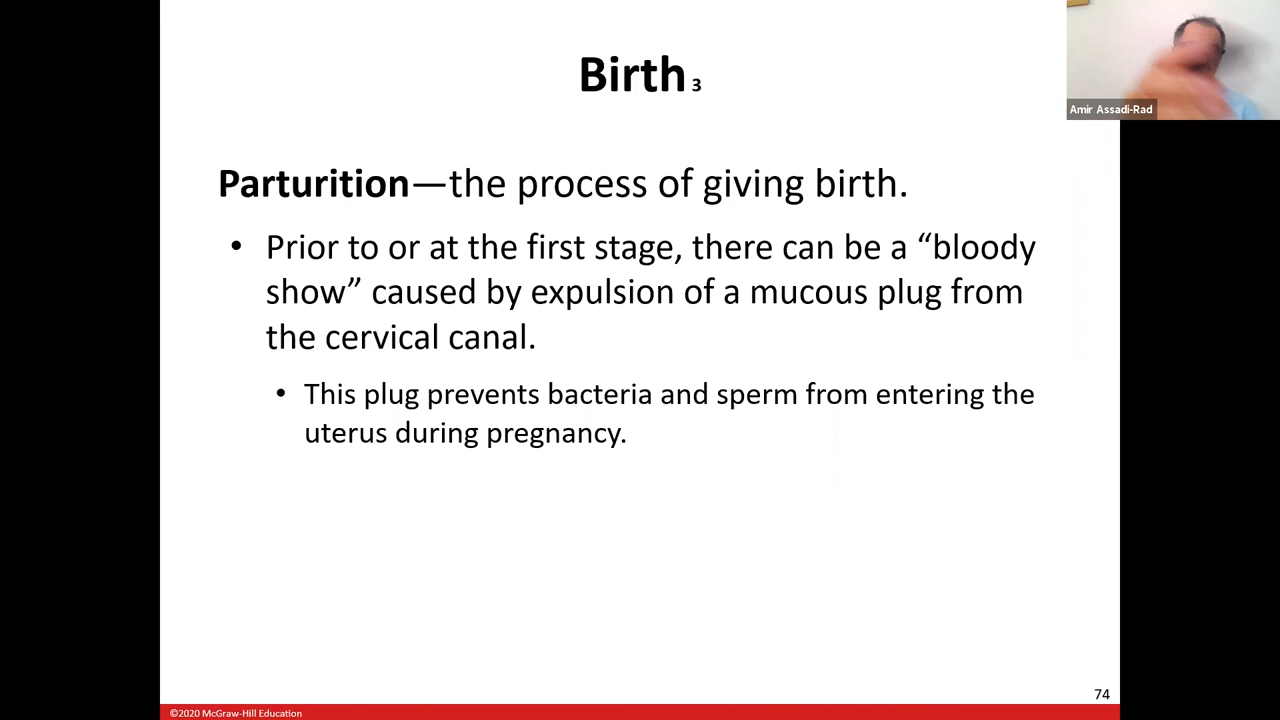 Birth 3
Amir Assadi-Rad
Parturition—the process of giving birth.
• Prior to or at the first stage, there can be a “bloody
show” caused by expulsion of a mucous plug from
the cervical canal.
• This plug prevents bacteria and sperm from entering the
uterus during pregnancy.
74
©2020 McGraw-Hill Education